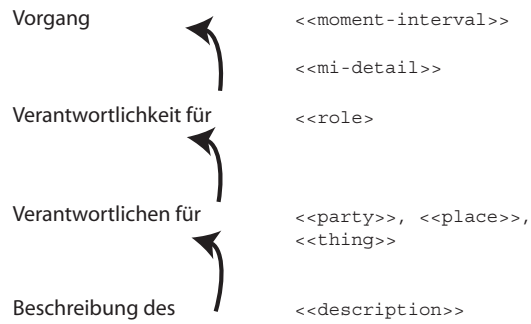 Vorgang <<moment-interval>>
<<mi-detail>>
Verantwortlichkeit für <<role>
Verantwortlichen für <<party>>, <<place>>,
<<thing>>
Beschreibung des <<description>>